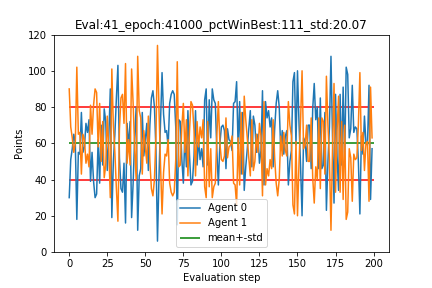 Eval:41_epoch:41000_pctWinBest:111_std:20.07
120
100
80
60
40
20
0
Points
0
25
50
75
100
125
150
175
200
Evaluation step
Agent 0
Agent 1
mean+-std